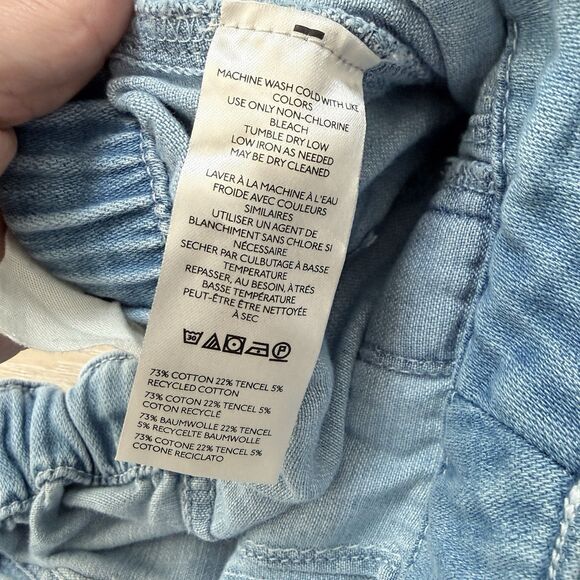 MACHINE WASH COLD WITH LIKE
COLORS
USE ONLY NON-CHLORINE
BLEACH
TUMBLE DRY LOW
LOW IRON AS NEEDED
MAY BE DRY CLEANED
LAVER À LA MACHINE À L'EAU
FROIDE AVEC COULEURS
SIMILAIRES
UTILISER UN AGENT DE
BLANCHIMENT SANS CHLORE SI
NÉCESSAIRE
SECHER PAR CULBUTAGE À BASSE
TEMPERATURE
REPASSER, AU BESOIN, À TRÉS
BASSE TEMPÉRATURE
PEUT-ÊTRE ÊTRE NETTOYÉE
À SEC
30 P
73% COTTON 22% TENCEL 5%
RECYCLED COTTON
73% COTON 22% TENCEL 5%
COTON RECYCLÉ
73% BAUMWOLLE 22% TENCEL
5% RECYCELTE BAUMWOLLE
73% COTONE 22% TENCEL 5%
COTONE RECICLATO